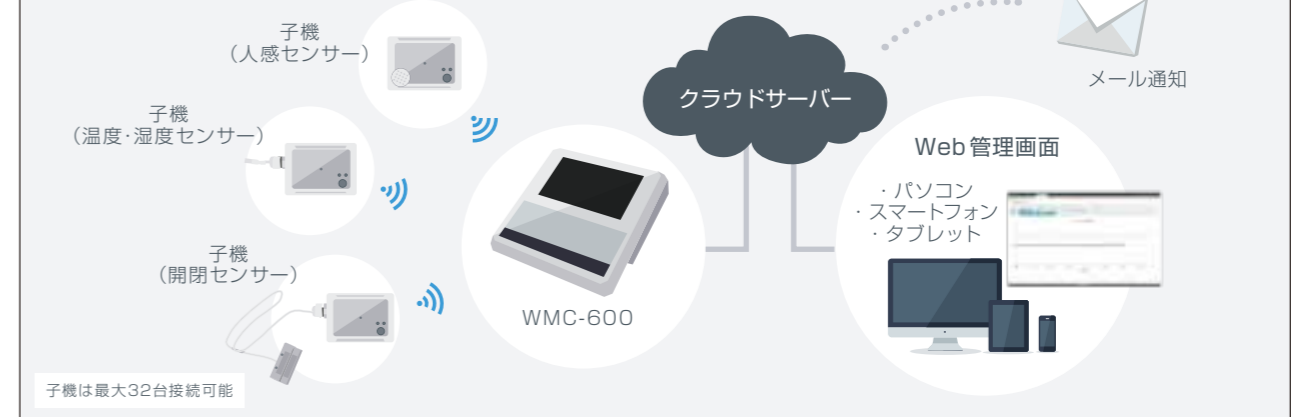 子機
（人感センサー）
子機
（温度・湿度センサー）
子機
（開閉センサー）
子機は最大32台接続可能
WMC-600
クラウドサーバー
メール通知
Web管理画面
・パソコン
・スマートフォン
・タブレット